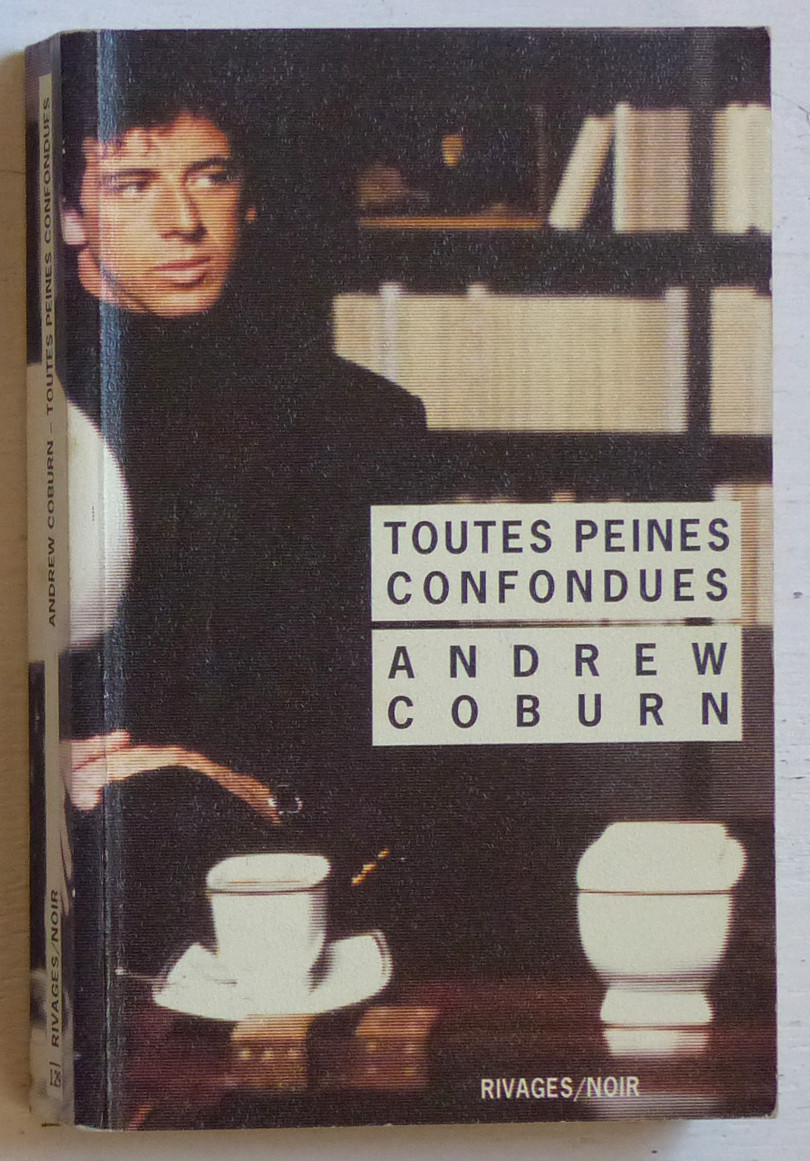 TOUTES PEINES
CONFONDUES
ANDREW
COBURN
RIVAGES/NOIR
ANDREW COBURN – TOUTES PEINES CONFONDUES
RIVAGES/NOIR